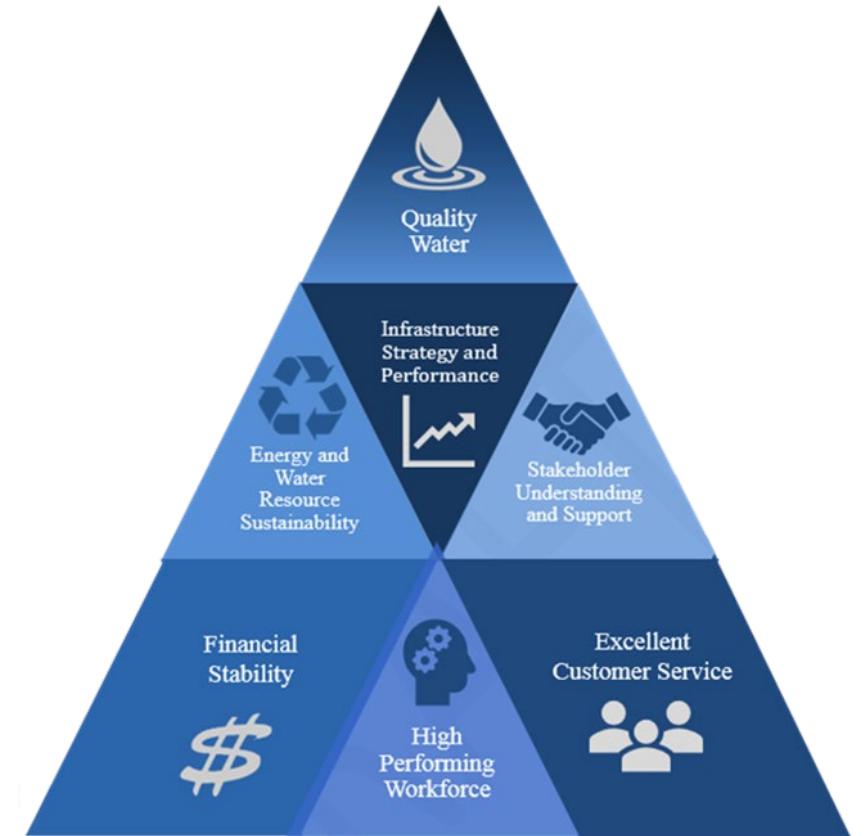 Quality
Water
Infrastructure
Strategy and
Performance
Energy and
Water
Resource
Sustainability
Stakeholder
Understanding
and Support
Financial
Stability
High
Performing
Workforce
Excellent
Customer Service